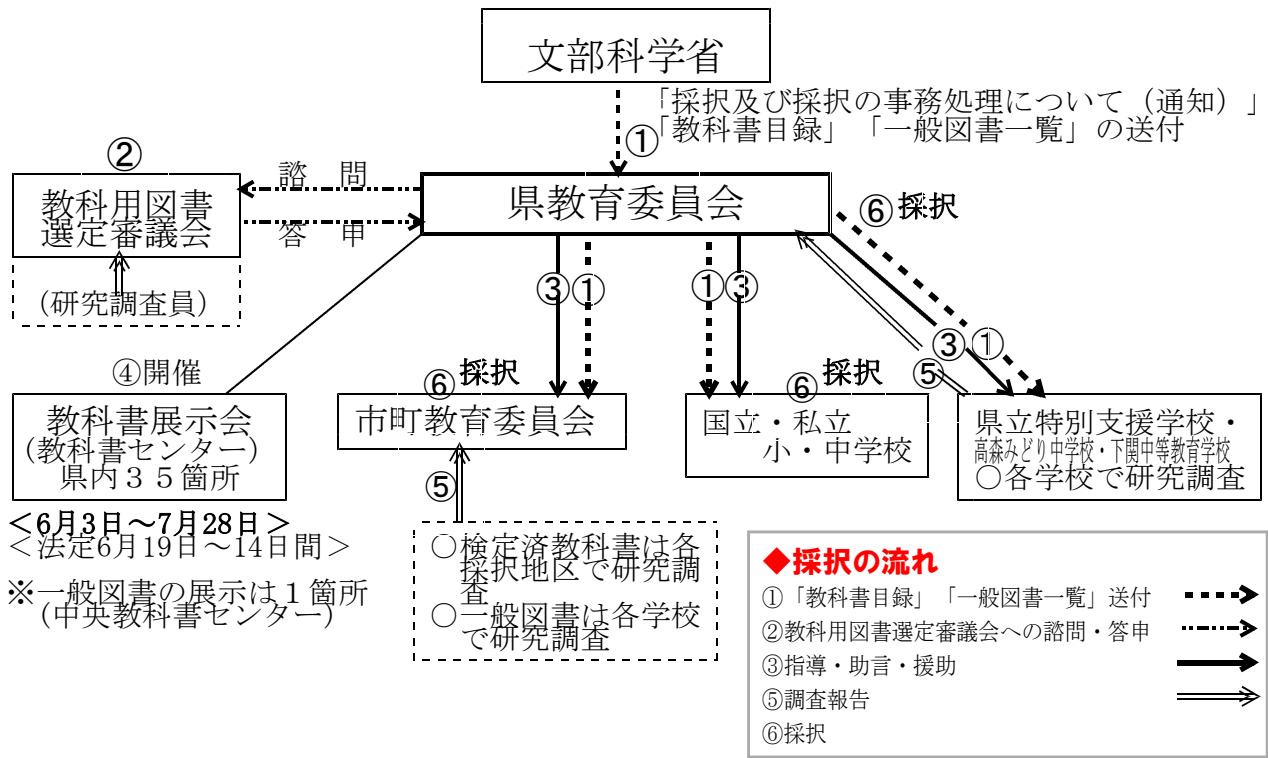 文部科学省
「採択及び採択の事務処理について（通知）」
「教科書目録」「一般図書一覧」の送付
①
②
教科用図書
選定審議会
(研究調査員)
諮　問
答　申
県教育委員会
⑥採択
③①
①③
③①
⑤
④開催
教科書展示会
(教科書センター)
県内３５箇所
＜6月3日～7月28日＞
＜法定6月19日～14日間＞
※一般図書の展示は１箇所
(中央教科書センター)
⑥採択
市町教育委員会
⑤
○検定済教科書は各
採択地区で研究調
査
○一般図書は各学校
で研究調査
⑥採択
国立・私立
小・中学校
県立特別支援学校・
高森みどり中学校・下関中等教育学校
○各学校で研究調査
◆採択の流れ
①「教科書目録」「一般図書一覧」送付
②教科用図書選定審議会への諮問・答申
③指導・助言・援助
⑤調査報告
⑥採択